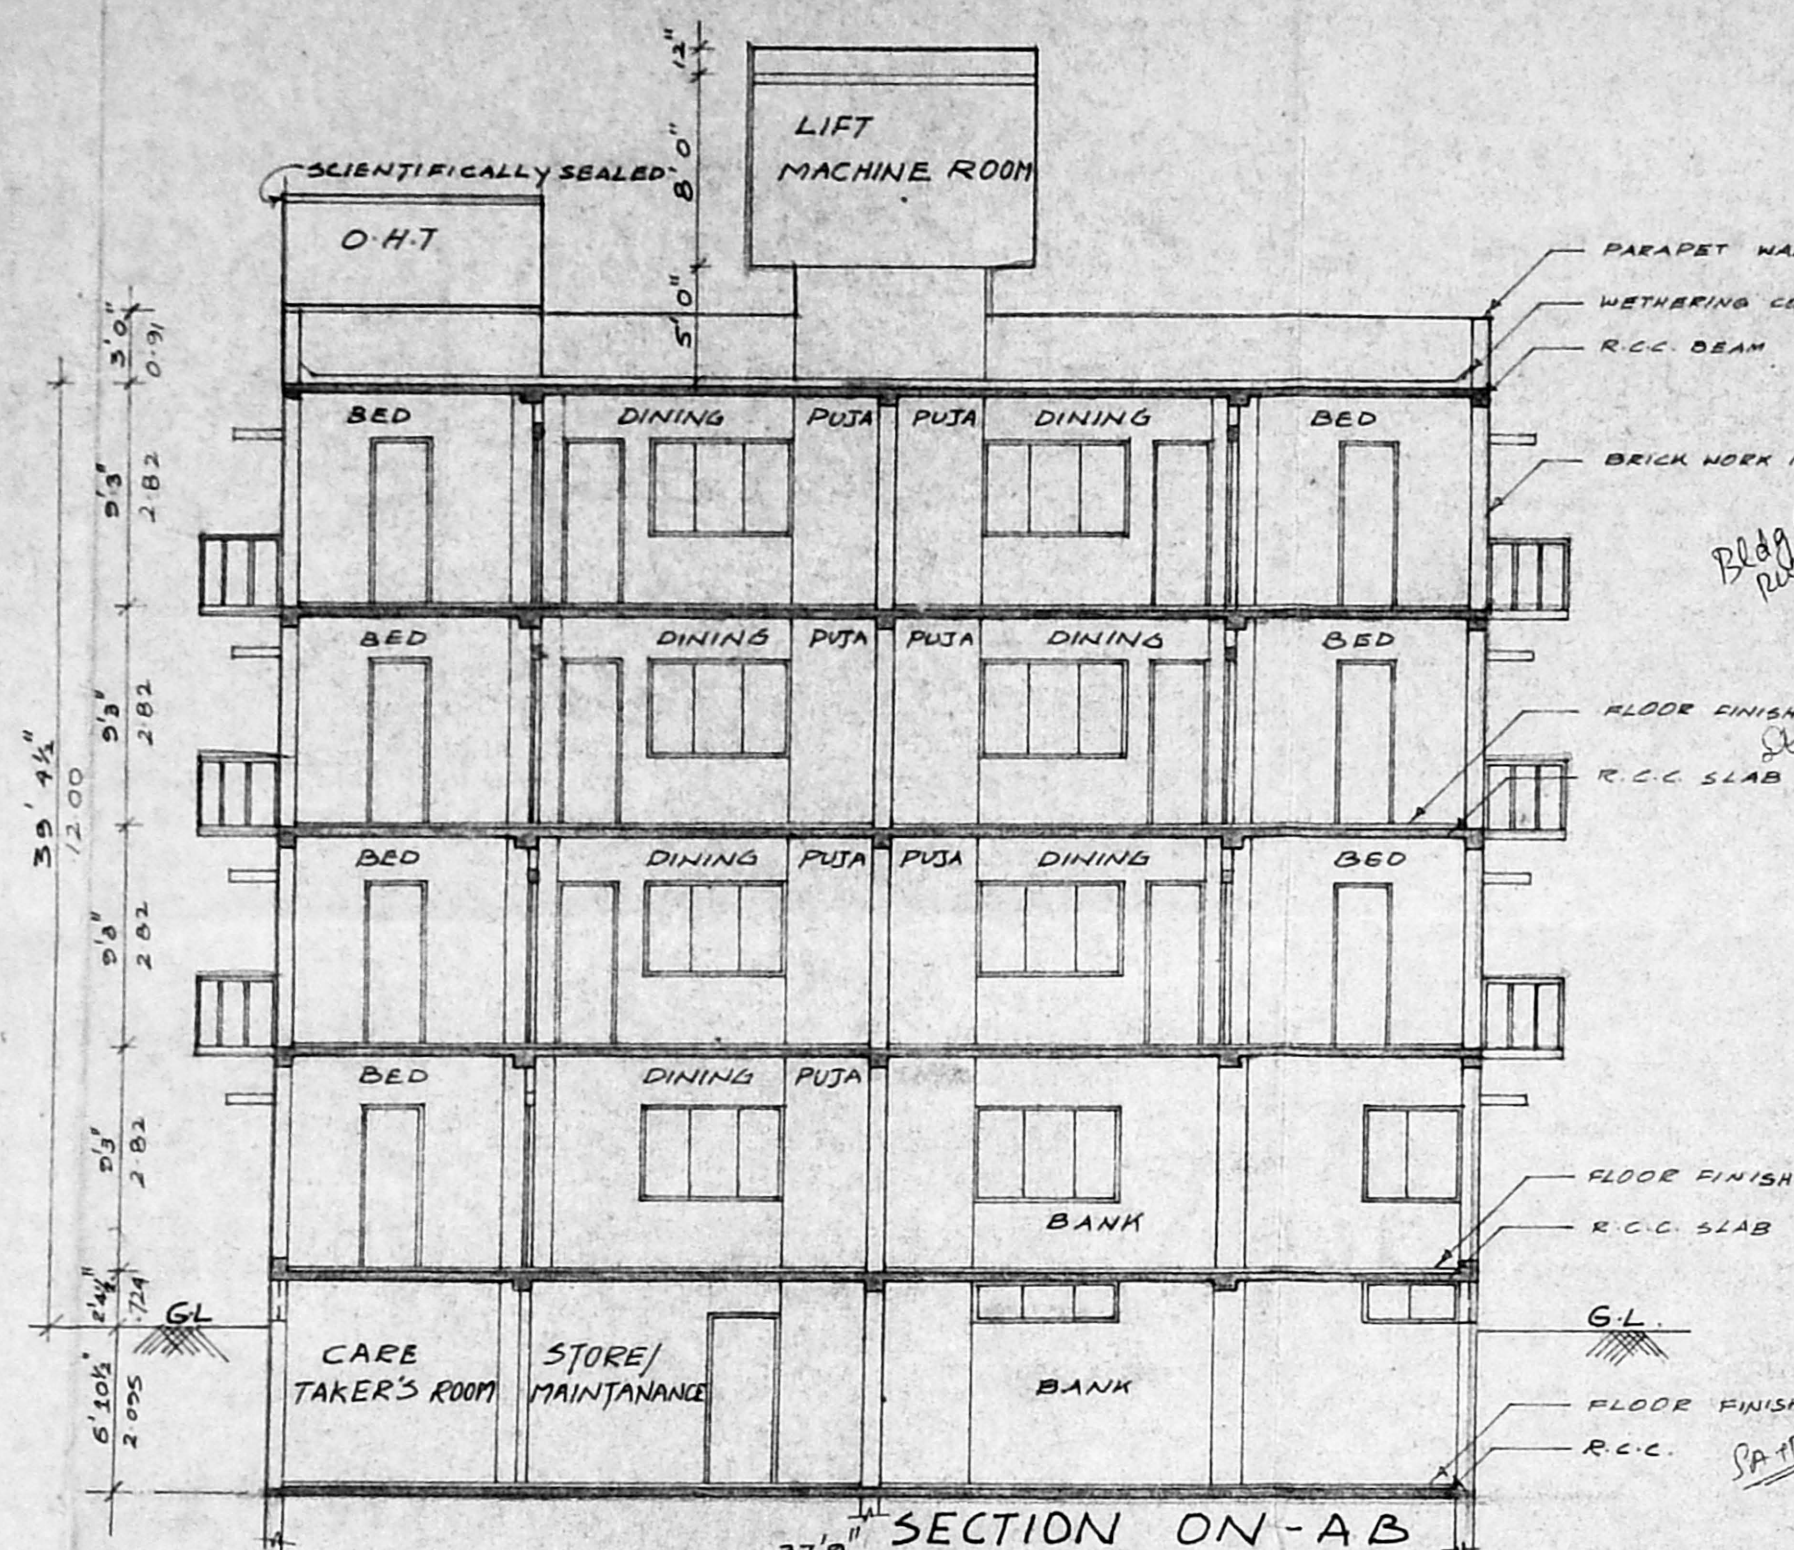 12"
LIFT
MACHINE ROOM
8'0"
SCIENTIFICALLY SEALED
O.H.T
5'0"
PARAPET
WETHERING
R.C.C. BEAM
3'0"
0.91
BED DINING PUJA PUJA DINING BED
9'3"
2.82
BRICK WORK
Bldg
BED DINING PUJA PUJA DINING BED
9'3"
2.82
FLOOR FINISH
R.C.C. SLAB
39' 4½"
12.00
BED DINING PUJA PUJA DINING BED
9'3"
2.82
BED DINING PUJA
9'3"
2.82
BANK
FLOOR FINISH
R.C.C. SLAB
2'4½"
.724
G.L
G.L.
CARE
TAKER'S ROOM
STORE/
MAINTANANCE
BANK
6'10½"
2.095
FLOOR FINISH
R.C.C.
SECTION ON-AB